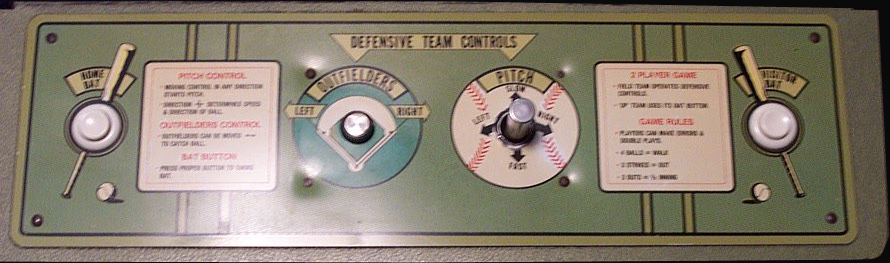 DEFENSIVE TEAM CONTROLS
HOME
BAT
PITCH CONTROL
- MOVING CONTROL IN ANY DIRECTION
STARTS PITCH.
- DIRECTION DETERMINES SPEED
& DIRECTION OF BALL.
OUTFIELDERS CONTROL
- OUTFIELDERS CAN BE MOVED
TO CATCH BALL.
BAT BUTTON
- PRESS PROPER BUTTON TO SWING
BAT.
OUTFIELDERS
LEFT
RIGHT
PITCH
SLOW
LEFT
RIGHT
FAST
2 PLAYER GAME
- FIELD TEAM OPERATES DEFENSIVE
CONTROLS.
- "UP" TEAM USES ITS BAT BUTTON.
GAME RULES
- PLAYERS CAN MAKE ERRORS &
DOUBLE PLAYS.
- 4 BALLS = WALK
- 3 STRIKES = OUT
- 3 OUTS = ½ INNING
VISITOR
BAT